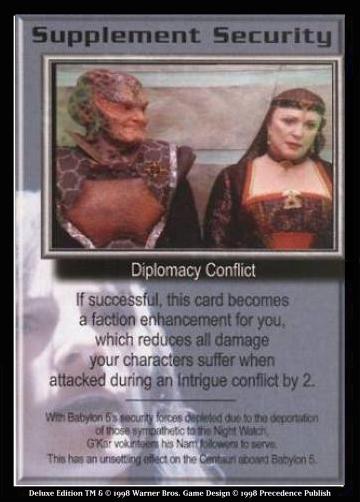 Supplement Security
Diplomacy Conflict
If successful, this card becomes
a faction enhancement for you,
which reduces all damage
your characters suffer when
attacked during an Intrigue conflict by 2.
With Babylon 5's security forces depleted due to the deportation
of those sympathetic to the Night Watch,
G'Kar volunteers his Narn followers to serve.
This has an unsettling effect on the Centauri aboard Babylon 5.
Deluxe Edition TM & © 1998 Warner Bros. Game Design © 1998 Precedence Publish